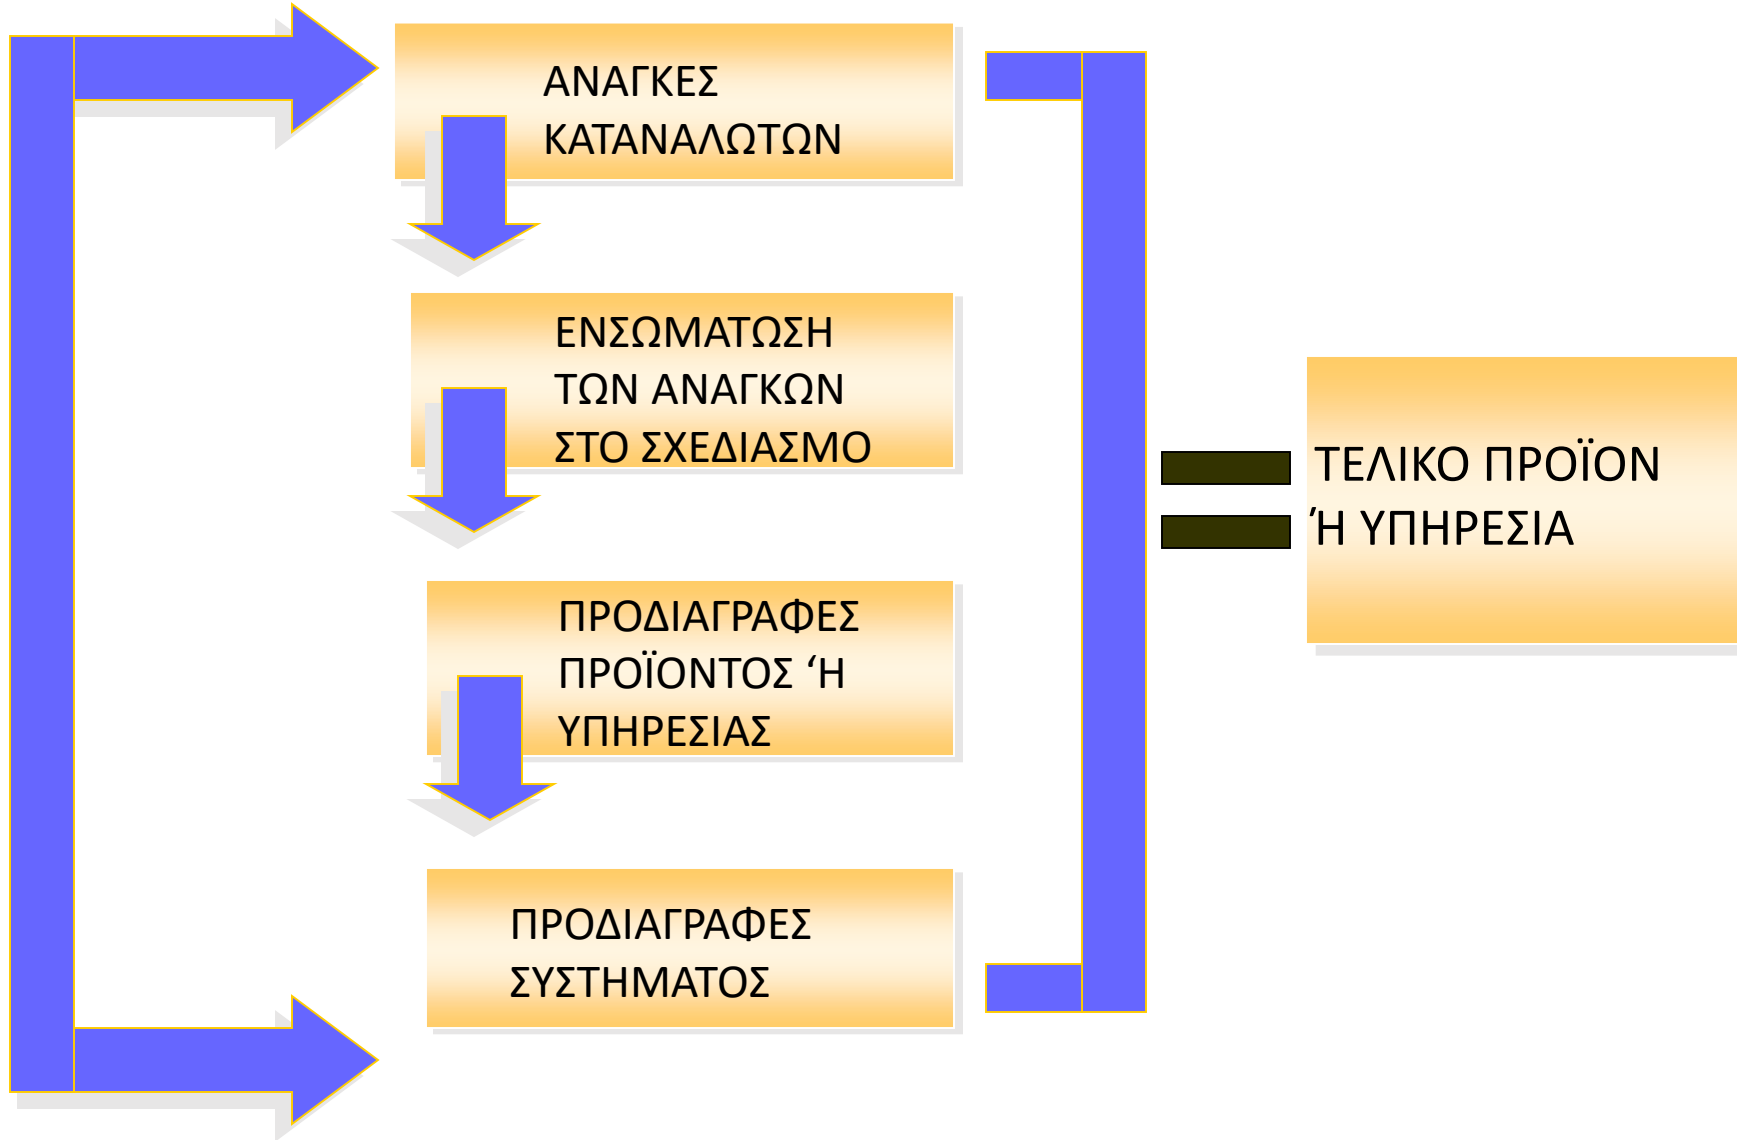 ΑΝΑΓΚΕΣ
ΚΑΤΑΝΑΛΩΤΩΝ
ΕΝΣΩΜΑΤΩΣΗ
ΤΩΝ ΑΝΑΓΚΩΝ
ΣΤΟ ΣΧΕΔΙΑΣΜΟ
ΠΡΟΔΙΑΓΡΑΦΕΣ
ΠΡΟΪΟΝΤΟΣ ‘Η
ΥΠΗΡΕΣΙΑΣ
ΠΡΟΔΙΑΓΡΑΦΕΣ
ΣΥΣΤΗΜΑΤΟΣ
ΤΕΛΙΚΟ ΠΡΟΪΟΝ
Ή ΥΠΗΡΕΣΙΑ